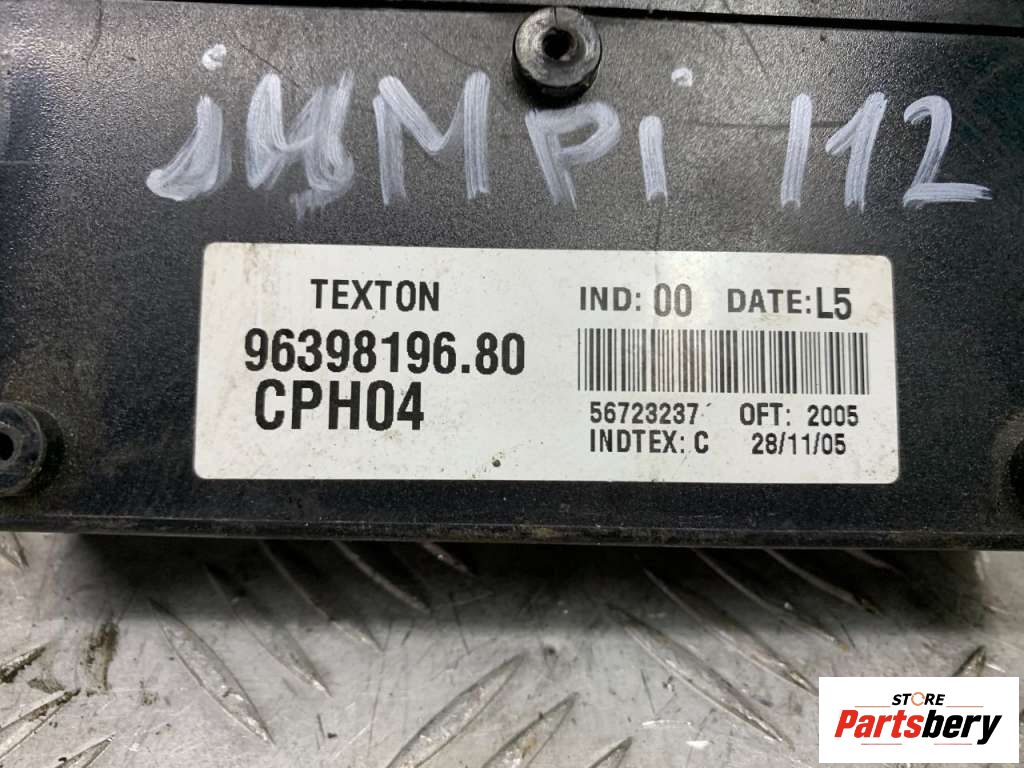 jumpi 112
TEXTON IND: 00 DATE: L5
96398196.80
CPH04
56723237 OFT: 2005
INDTEX: C 28/11/05
STORE
Partsbery